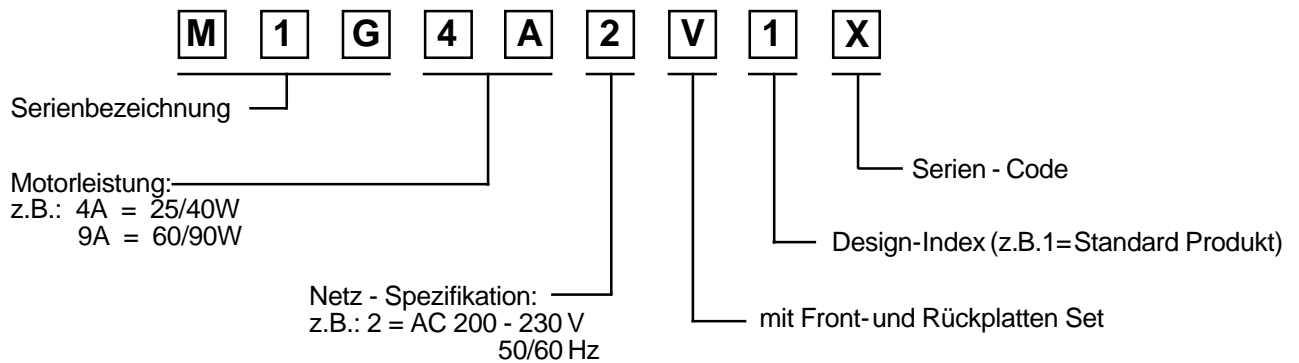 M 1 G 4 A 2 V 1 X
Serienbezeichnung
Serien - Code
Motorleistung:
z.B.: 4A = 25/40W
9A = 60/90W
Design-Index (z.B.1=Standard Produkt)
Netz - Spezifikation:
z.B.: 2 = AC 200 - 230 V
50/60 Hz
mit Front-und Rückplatten Set